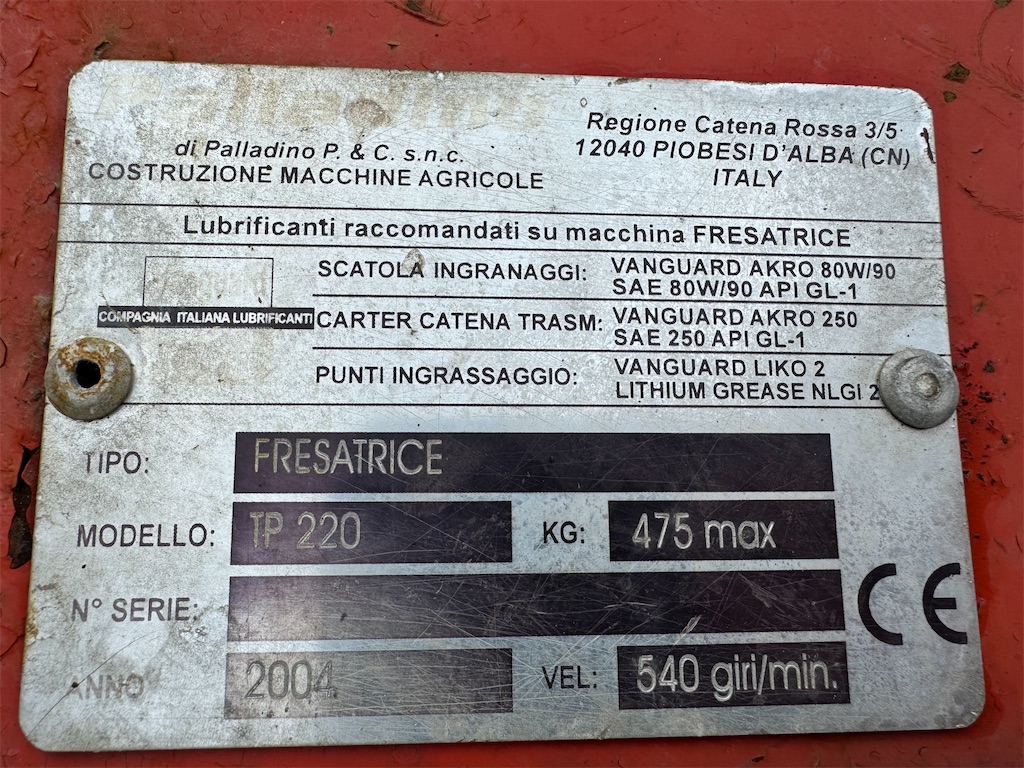 Palladino
di Palladino P. & C. s.n.c.
COSTRUZIONE MACCHINE AGRICOLE
Regione Catena Rossa 3/5
12040 PIOBESI D'ALBA (CN)
ITALY
Lubrificanti raccomandati su macchina FRESATRICE
Vanguard
COMPAGNIA ITALIANA LUBRIFICANTI
SCATOLA INGRANAGGI: VANGUARD AKRO 80W/90
SAE 80W/90 API GL-1
CARTER CATENA TRASM: VANGUARD AKRO 250
SAE 250 API GL-1
PUNTI INGRASSAGGIO: VANGUARD LIKO 2
LITHIUM GREASE NLGI 2
TIPO: FRESATRICE
MODELLO: TP 220 KG: 475 max
N° SERIE:
ANNO 2004 VEL: 540 giri/min.
CE